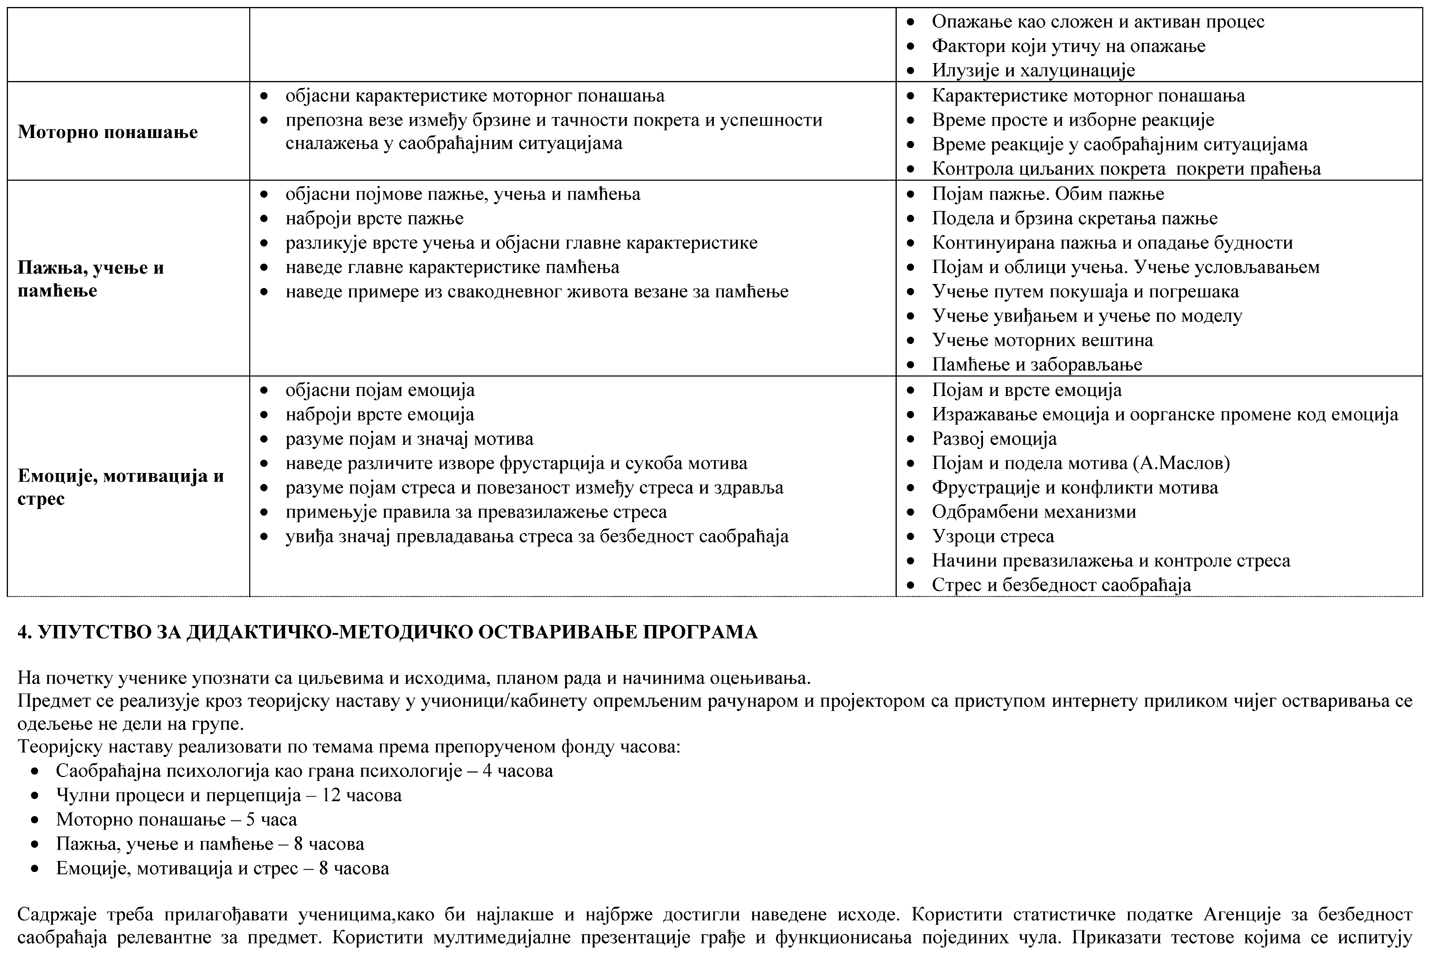 Опажање као сложен и активан процес
Фактори који утичу на опажање
Илузије и халуцинације
Моторно понашање
објасни карактеристике моторног понашања
препозна везе између брзине и тачности покрета и успешности
сналажења у саобраћајним ситуацијама
Карактеристике моторног понашања
Време просте и изборне реакције
Време реакције у саобраћајним ситуацијама
Контрола циљаних покрета  покрети праћења
Пажња, учење и
памћење
објасни појмове пажње, учења и памћења
наброји врсте пажње
разликује врсте учења и објасни главне карактеристике
наведе главне карактеристике памћења
наведе примере из свакодневног живота везане за памћење
Појам пажње. Обим пажње
Подела и брзина скретања пажње
Континуирана пажња и опадање будности
Појам и облици учења. Учење условљавањем
Учење путем покушаја и погрешака
Учење увиђањем и учење по моделу
Учење моторних вештина
Памћење и заборављање
Емоције, мотивација и
стрес
објасни појам емоција
наброји врсте емоција
разуме појам и значај мотива
наведе различите изворе фрустарција и сукоба мотива
разуме појам стреса и повезаност између стреса и здравља
примењује правила за превазилажење стреса
увиђа значај превладавања стреса за безбедност саобраћаја
Појам и врсте емоција
Изражавање емоција и оорганске промене код емоција
Развој емоција
Појам и подела мотива (А.Маслов)
Фрустрације и конфликти мотива
Одбрамбени механизми
Узроци стреса
Начини превазилажења и контроле стреса
Стрес и безбедност саобраћаја
4. УПУТСТВО ЗА ДИДАКТИЧКО-МЕТОДИЧКО ОСТВАРИВАЊЕ ПРОГРАМА
На почетку ученике упознати са циљевима и исходима, планом рада и начинима оцењивања.
Предмет се реализује кроз теоријску наставу у учионици/кабинету опремљеним рачунаром и пројектором са приступом интернету приликом чијег остваривања се
одељење не дели на групе.
Теоријску наставу реализовати по темама према препорученом фонду часова:
Саобраћајна психологија као грана психологије – 4 часова
Чулни процеси и перцепција – 12 часова
Моторно понашање – 5 часа
Пажња, учење и памћење – 8 часова
Емоције, мотивација и стрес – 8 часова
Садржаје треба прилагођавати ученицима,како би најлакше и најбрже достигли наведене исходе. Користити статистичке податке Агенције за безбедност
саобраћаја релевантне за предмет. Користити мултимедијалне презентације грађе и функционисања појединих чула. Приказати тестове којима се испитују